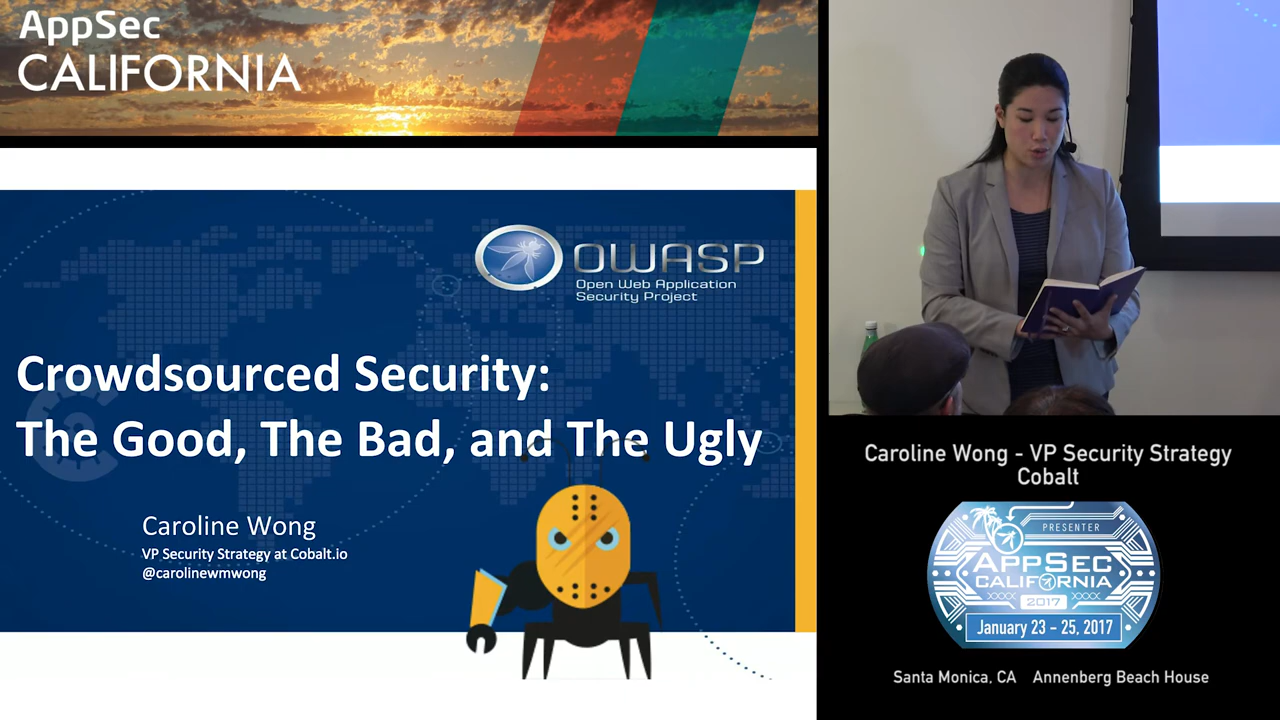 AppSec
CALIFORNIA
OWASP
Open Web Application
Security Project
Crowdsourced Security:
The Good, The Bad, and The Ugly
Caroline Wong
VP Security Strategy at Cobalt.io
@carolinewmwong
Caroline Wong - VP Security Strategy
Cobalt
PRESENTER
APPSEC
CALIFORNIA
2017
January 23 - 25, 2017
Santa Monica, CA Annenberg Beach House